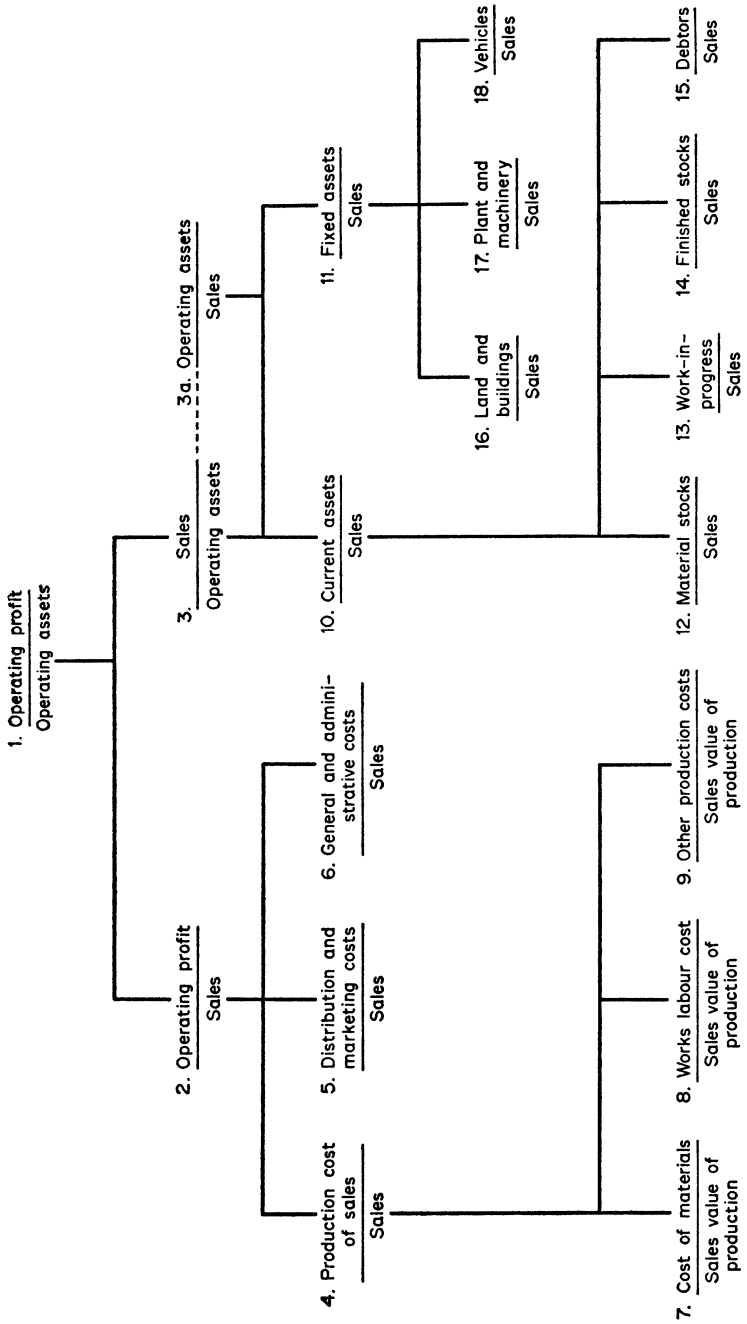 1. Operating profit
Operating assets
2. Operating profit
Sales
3. Sales
Operating assets
3a. Operating assets
Sales
4. Production cost
of sales
Sales
5. Distribution and
marketing costs
Sales
6. General and admini-
strative costs
Sales
10. Current assets
Sales
11. Fixed assets
Sales
16. Land and
buildings
Sales
17. Plant and
machinery
Sales
18. Vehicles
Sales
7. Cost of materials
Sales value of
production
8. Works labour cost
Sales value of
production
9. Other production costs
Sales value of
production
12. Material stocks
Sales
13. Work-in-
progress
Sales
14. Finished stocks
Sales
15. Debtors
Sales